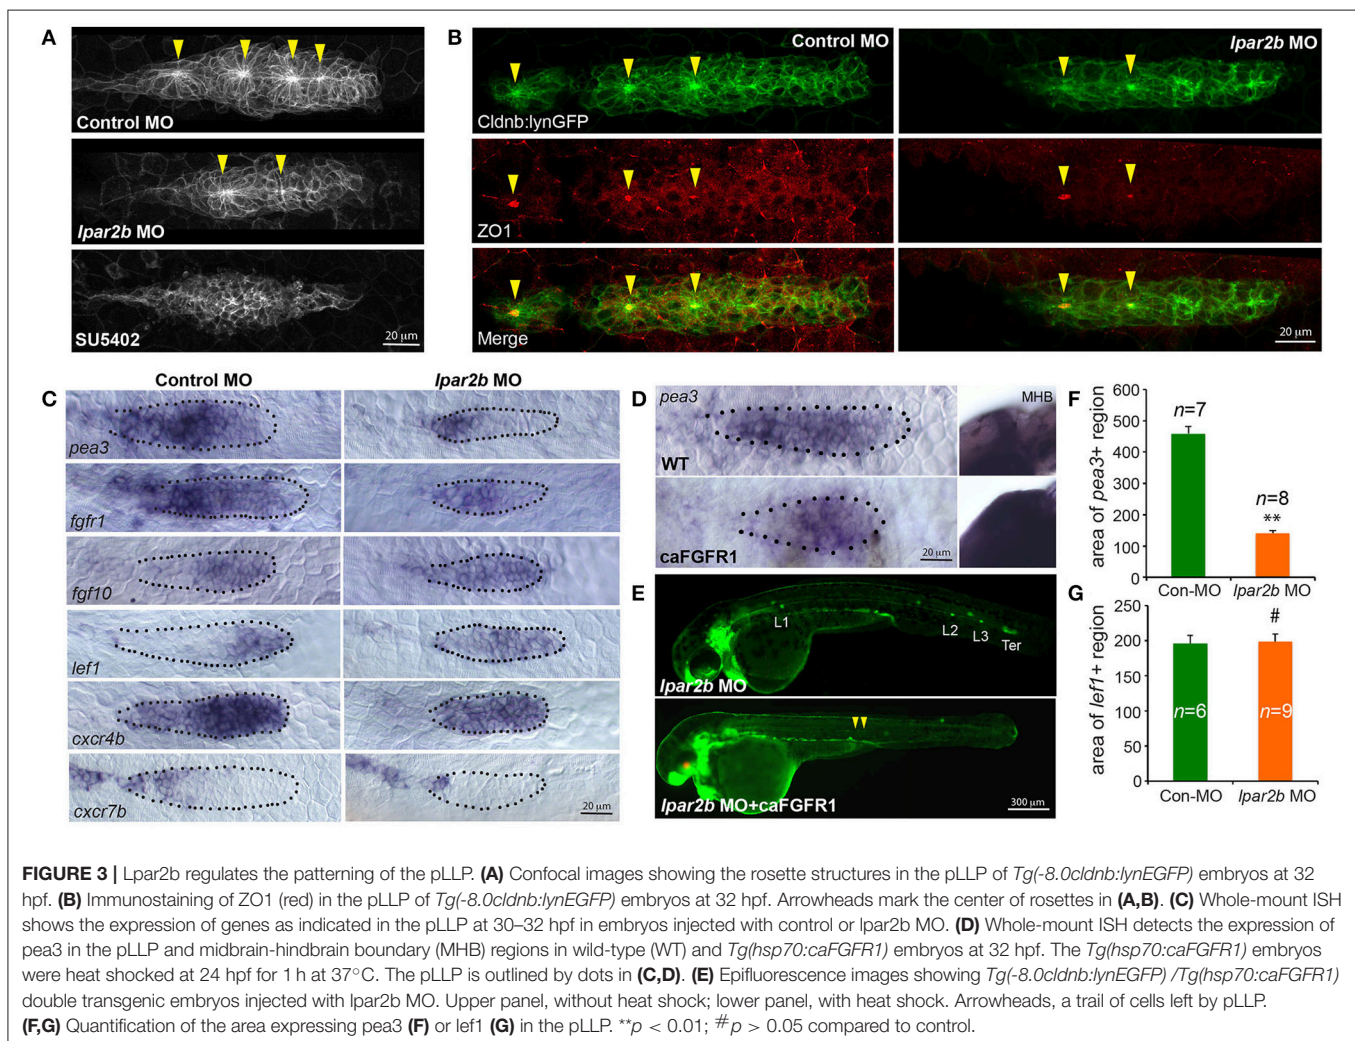 A
Control MO
lpar2b MO
SU5402
20 μm
B
Control MO
lpar2b MO
Cldnb:lynGFP
ZO1
Merge
20 μm
C
Control MO
lpar2b MO
pea3
fgfr1
fgf10
lef1
cxcr4b
cxcr7b
20 μm
D
pea3
MHB
WT
caFGFR1
20 μm
E
L1
L2
L3
Ter
lpar2b MO
lpar2b MO+caFGFR1
300 μm
F
area of pea3+ region
600
500
400
300
200
100
0
n=7
n=8
**
Con-MO
lpar2b MO
G
area of lef1+ region
250
200
150
100
50
0
#
n=6
n=9
Con-MO
lpar2b MO
FIGURE 3 | Lpar2b regulates the patterning of the pLLP. (A) Confocal images showing the rosette structures in the pLLP of Tg(-8.0cldnb:lynEGFP) embryos at 32
hpf. (B) Immunostaining of ZO1 (red) in the pLLP of Tg(-8.0cldnb:lynEGFP) embryos at 32 hpf. Arrowheads mark the center of rosettes in (A,B). (C) Whole-mount ISH
shows the expression of genes as indicated in the pLLP at 30–32 hpf in embryos injected with control or lpar2b MO. (D) Whole-mount ISH detects the expression of
pea3 in the pLLP and midbrain-hindbrain boundary (MHB) regions in wild-type (WT) and Tg(hsp70:caFGFR1) embryos at 32 hpf. The Tg(hsp70:caFGFR1) embryos
were heat shocked at 24 hpf for 1 h at 37°C. The pLLP is outlined by dots in (C,D). (E) Epifluorescence images showing Tg(-8.0cldnb:lynEGFP) /Tg(hsp70:caFGFR1)
double transgenic embryos injected with lpar2b MO. Upper panel, without heat shock; lower panel, with heat shock. Arrowheads, a trail of cells left by pLLP.
(F,G) Quantification of the area expressing pea3 (F) or lef1 (G) in the pLLP. **p < 0.01; #p > 0.05 compared to control.